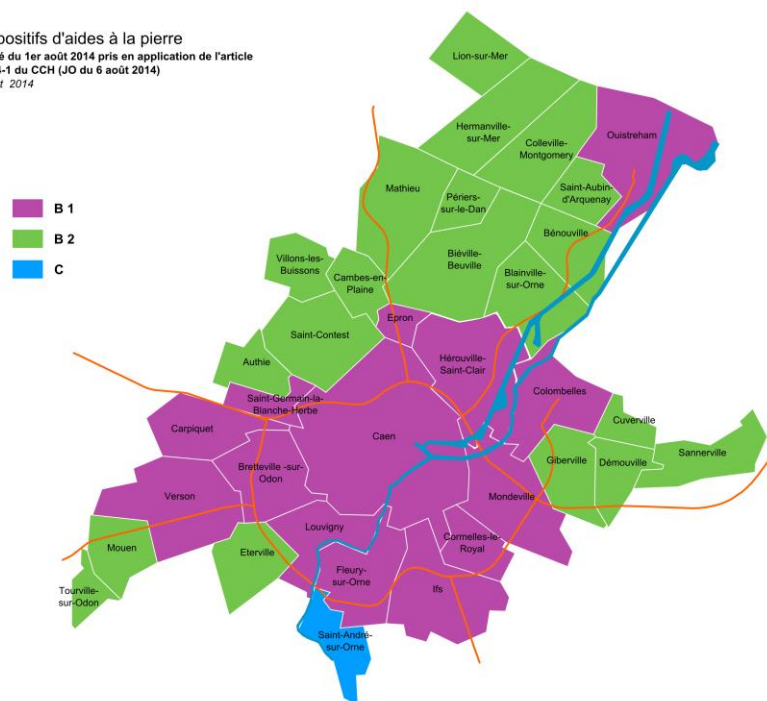 positifs d'aides à la pierre
é du 1er août 2014 pris en application de l'article
4-1 du CCH (JO du 6 août 2014)
t 2014
B 1
B 2
C
Lion-sur-Mer
Hermanville-
sur-Mer
Colleville-
Montgomery
Ouistreham
Mathieu
Périers-
sur-le-Dan
Saint-Aubin-
d'Arquenay
Bénouville
Biéville-
Beuville
Blainville-
sur-Orne
Villons-les-
Buissons
Cambes-en-
Plaine
Epron
Saint-Contest
Hérouville-
Saint-Clair
Authie
Saint-Germain-la-
Blanche-Herbe
Colombelles
Cuverville
Carpiquet
Caen
Sannerville
Giberville
Démouville
Bretteville -sur-
Odon
Verson
Mondeville
Louvigny
Cormelles-le-
Royal
Mouen
Eterville
Fleury-
sur-Orne
Ifs
Tourville-
sur-Odon
Saint-André-
sur-Orne